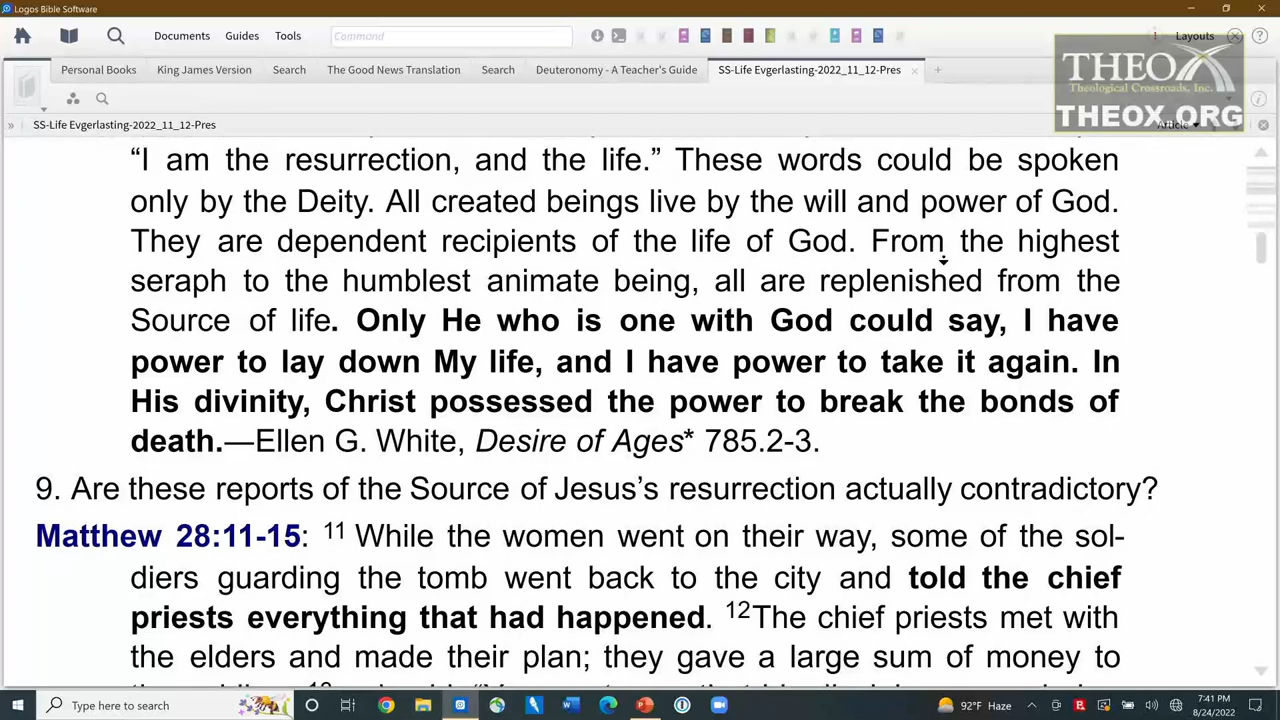 Logos Bible Software
Documents Guides Tools Command Layouts
THEOX
Theological Crossroads, Inc.
THEOX.ORG
Personal Books King James Version Search The Good News Translation Search Deuteronomy - A Teacher's Guide SS-Life Evgerlasting-2022_11_12-Pres
SS-Life Evgerlasting-2022_11_12-Pres Article
“I am the resurrection, and the life.” These words could be spoken
only by the Deity. All created beings live by the will and power of God.
They are dependent recipients of the life of God. From the highest
seraph to the humblest animate being, all are replenished from the
Source of life. Only He who is one with God could say, I have
power to lay down My life, and I have power to take it again. In
His divinity, Christ possessed the power to break the bonds of
death.—Ellen G. White, Desire of Ages* 785.2-3.
9. Are these reports of the Source of Jesus’s resurrection actually contradictory?
Matthew 28:11-15: 11 While the women went on their way, some of the sol-
diers guarding the tomb went back to the city and told the chief
priests everything that had happened. 12The chief priests met with
the elders and made their plan; they gave a large sum of money to
Type here to search 92°F Haze 7:41 PM
8/24/2022